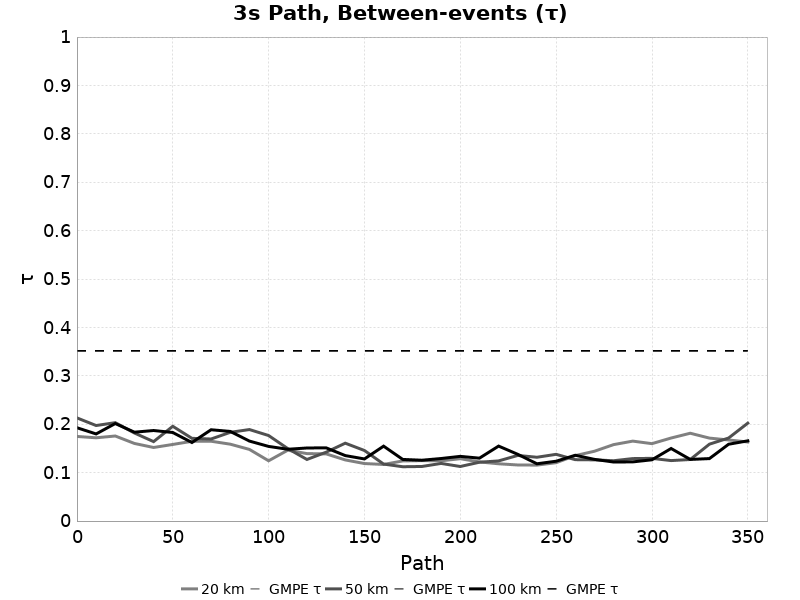 3s Path, Between-events (τ)
1
0.9
0.8
0.7
0.6
0.5
0.4
0.3
0.2
0.1
0
τ
0 50 100 150 200 250 300 350
Path
20 km GMPE τ 50 km GMPE τ 100 km GMPE τ